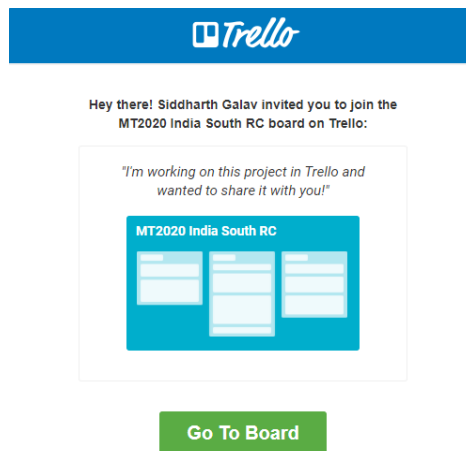 Trello
Hey there! Siddharth Galav invited you to join the
MT2020 India South RC board on Trello:
"I'm working on this project in Trello and
wanted to share it with you!"
MT2020 India South RC
Go To Board